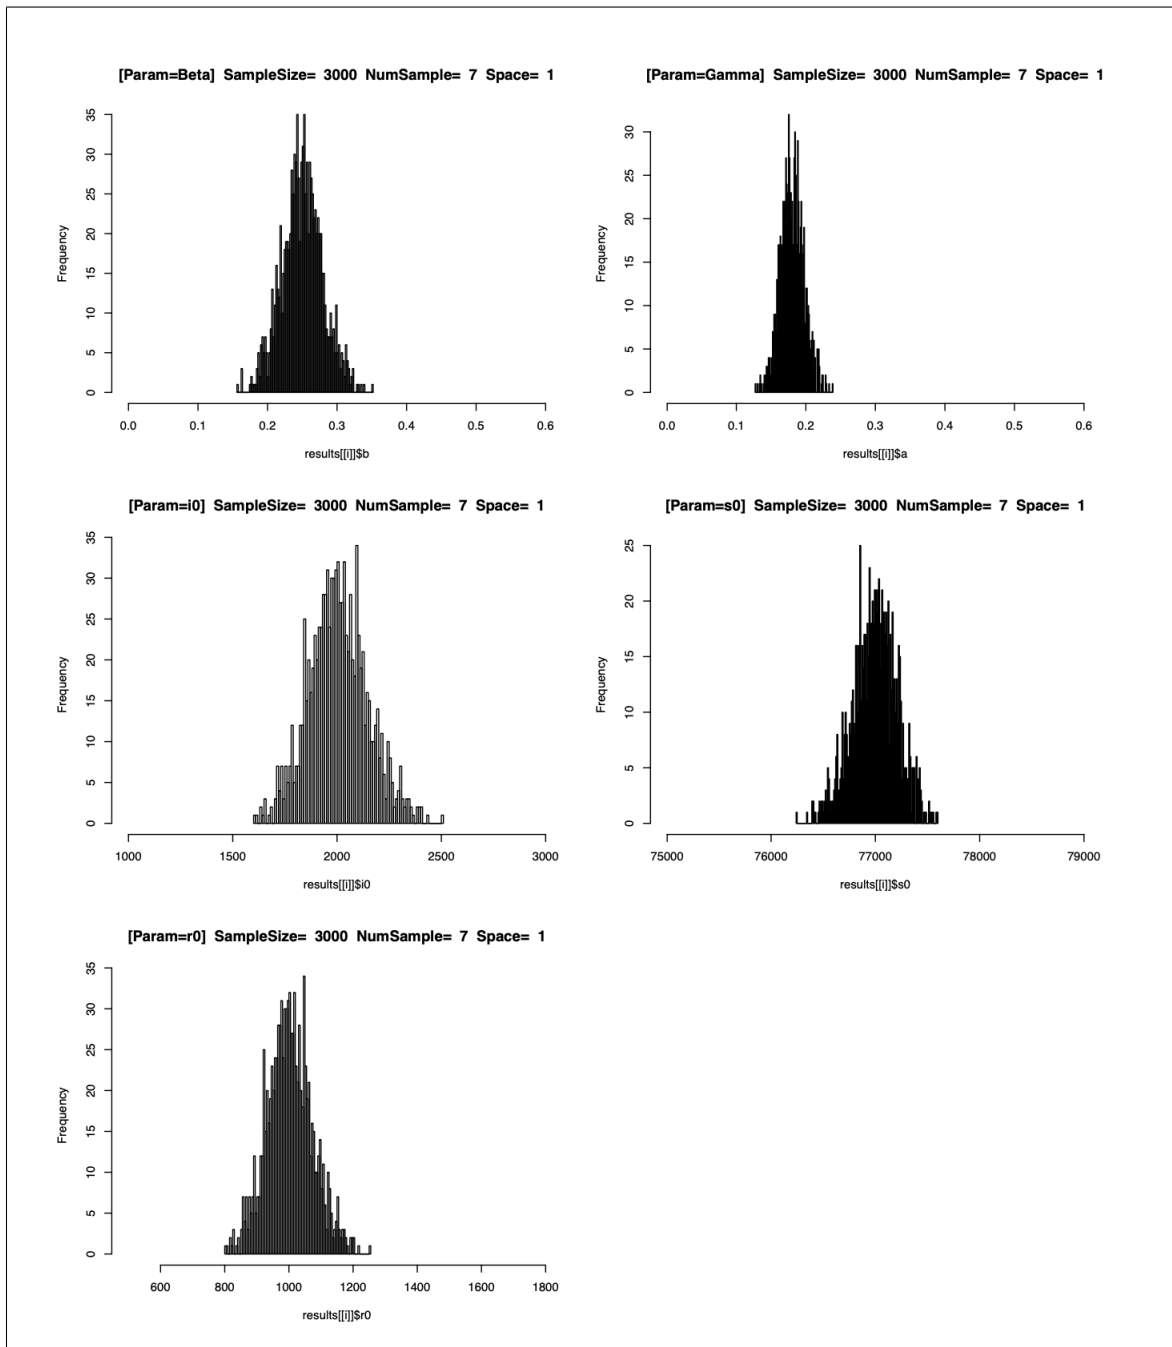 [Param=Beta] SampleSize= 3000 NumSample= 7 Space= 1
Frequency
0 5 10 15 20 25 30 35
0.0 0.1 0.2 0.3 0.4 0.5 0.6
results[[i]]$b
[Param=Gamma] SampleSize= 3000 NumSample= 7 Space= 1
Frequency
0 5 10 15 20 25 30
0.0 0.1 0.2 0.3 0.4 0.5 0.6
results[[i]]$a
[Param=i0] SampleSize= 3000 NumSample= 7 Space= 1
Frequency
0 5 10 15 20 25 30 35
1000 1500 2000 2500 3000
results[[i]]$i0
[Param=s0] SampleSize= 3000 NumSample= 7 Space= 1
Frequency
0 5 10 15 20 25
75000 76000 77000 78000 79000
results[[i]]$s0
[Param=r0] SampleSize= 3000 NumSample= 7 Space= 1
Frequency
0 5 10 15 20 25 30 35
600 800 1000 1200 1400 1600 1800
results[[i]]$r0